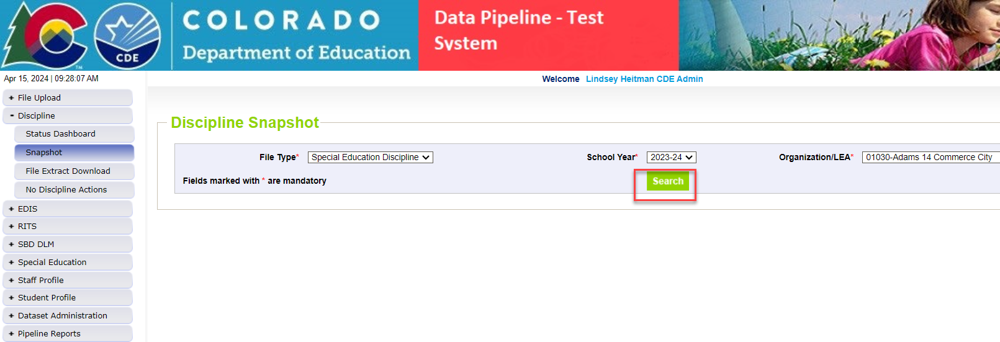 COLORADO
Department of Education
CDE
TM
Data Pipeline - Test
System
Apr 15, 2024 | 09:28:07 AM
Welcome Lindsey Heitman CDE Admin
+ File Upload
- Discipline
Status Dashboard
Snapshot
File Extract Download
No Discipline Actions
+ EDIS
+ RITS
+ SBD DLM
+ Special Education
+ Staff Profile
+ Student Profile
+ Dataset Administration
+ Pipeline Reports
Discipline Snapshot
File Type* Special Education Discipline School Year* 2023-24 Organization/LEA* 01030-Adams 14 Commerce City
Fields marked with * are mandatory Search